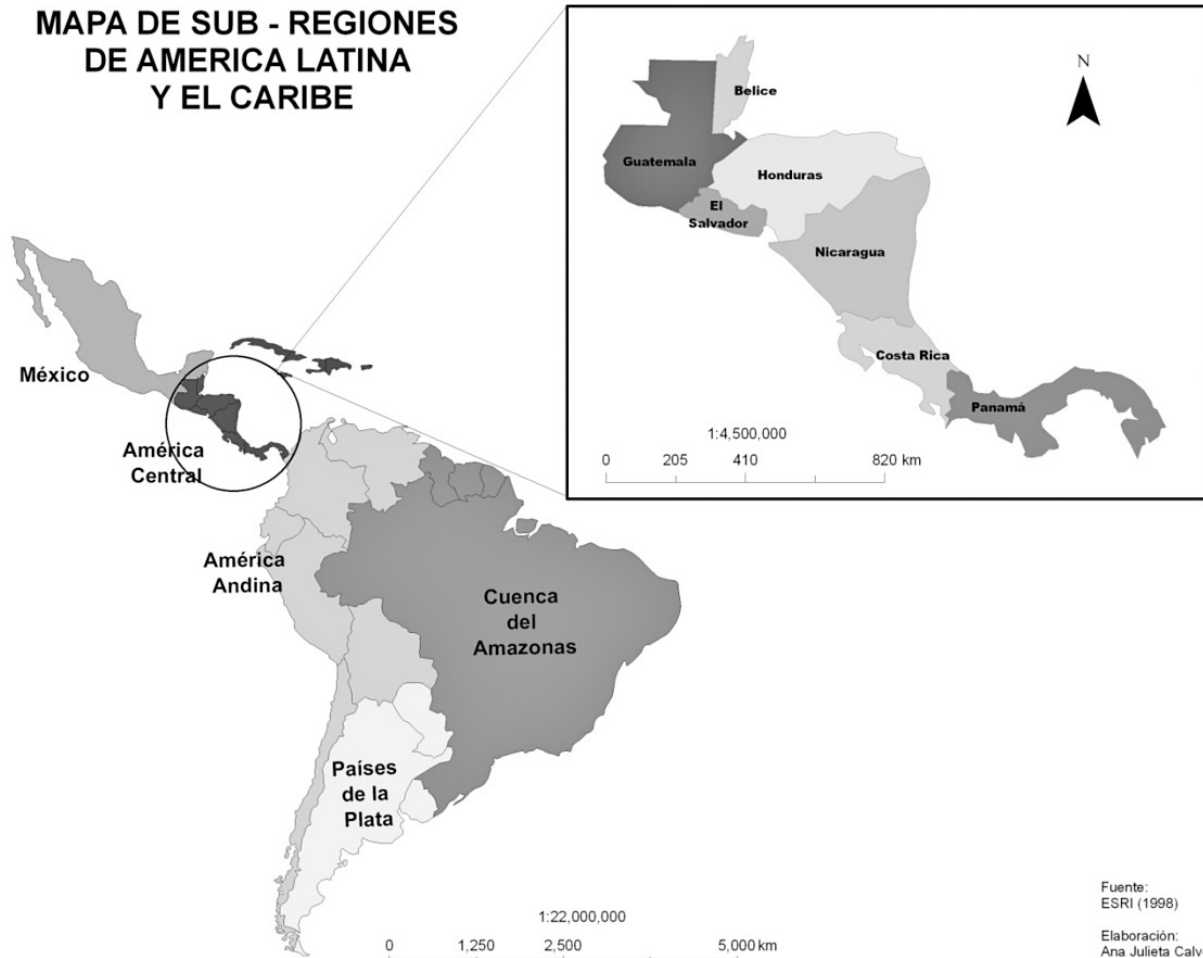 MAPA DE SUB - REGIONES
DE AMERICA LATINA
Y EL CARIBE
N
Belice
Guatemala
Honduras
El
Salvador
Nicaragua
Costa Rica
Panamá
1:4,500,000
0 205 410 820 km
México
América
Central
América
Andina
Cuenca
del
Amazonas
Países
de la
Plata
1:22,000,000
0 1,250 2,500 5,000 km
Fuente:
ESRI (1998)
Elaboración:
Ana Julieta